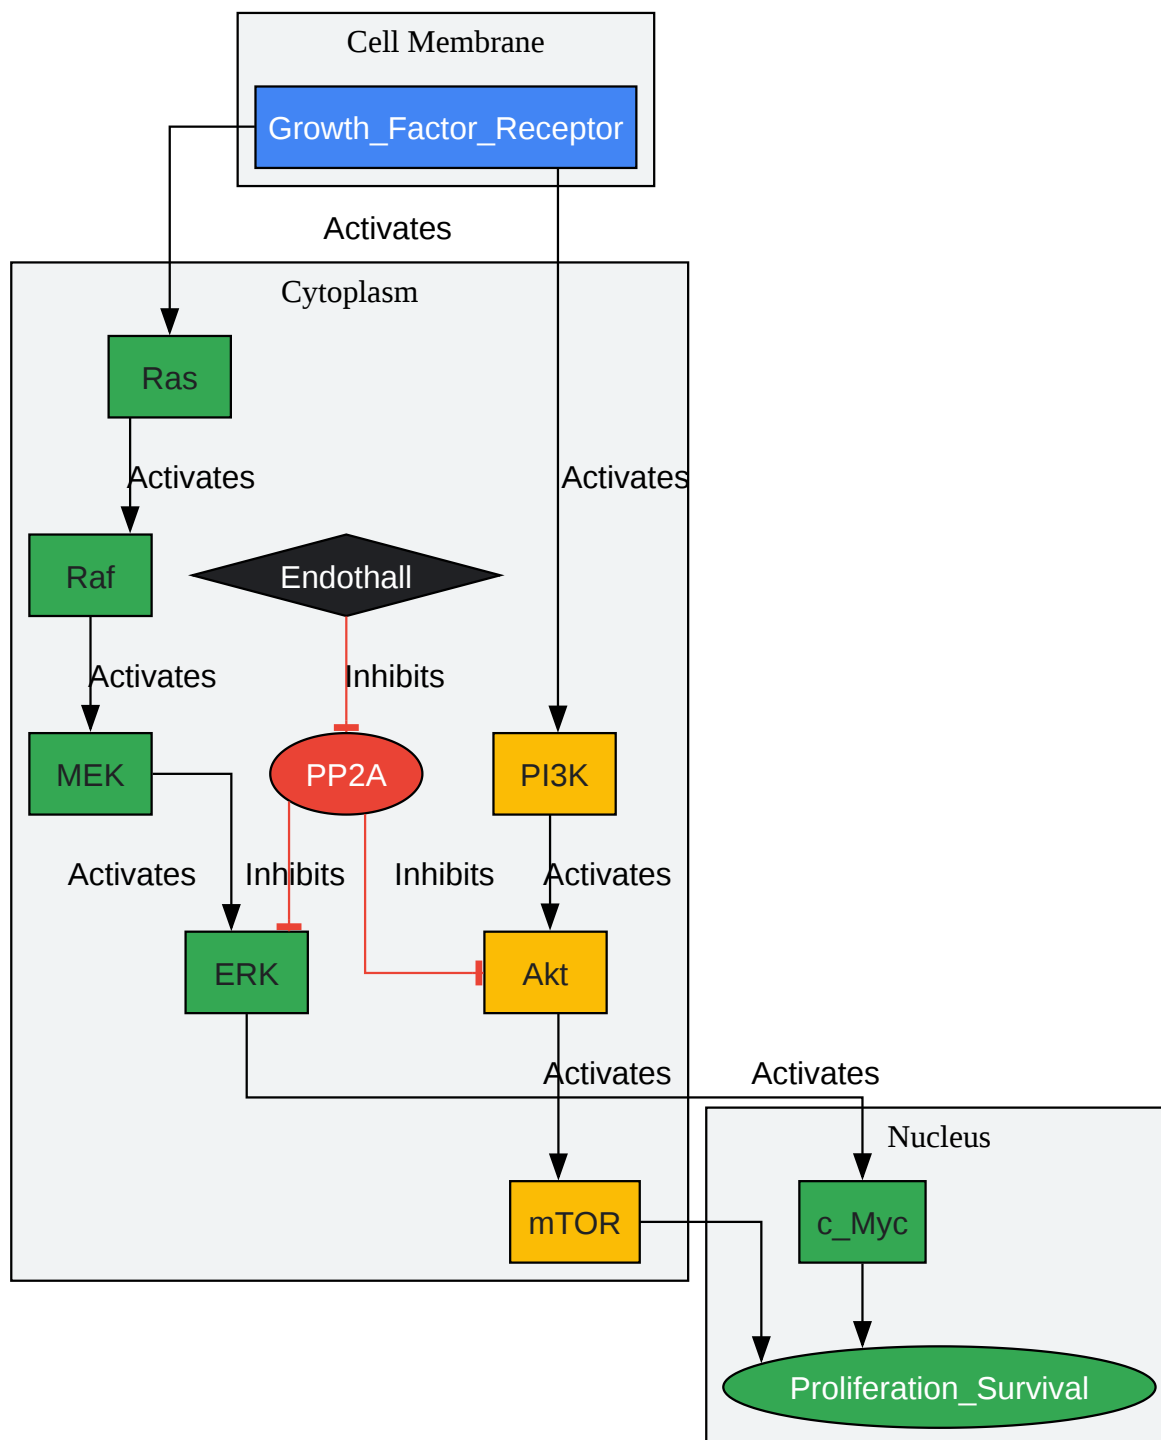 Cell Membrane
Growth_Factor_Receptor
Activates
Cytoplasm
Ras
Activates
Activates
Raf
Endothall
Activates
Inhibits
MEK
PP2A
PI3K
Activates
Inhibits
Inhibits
Activates
ERK
Akt
Activates
Activates
Nucleus
mTOR
c_Myc
Proliferation_Survival